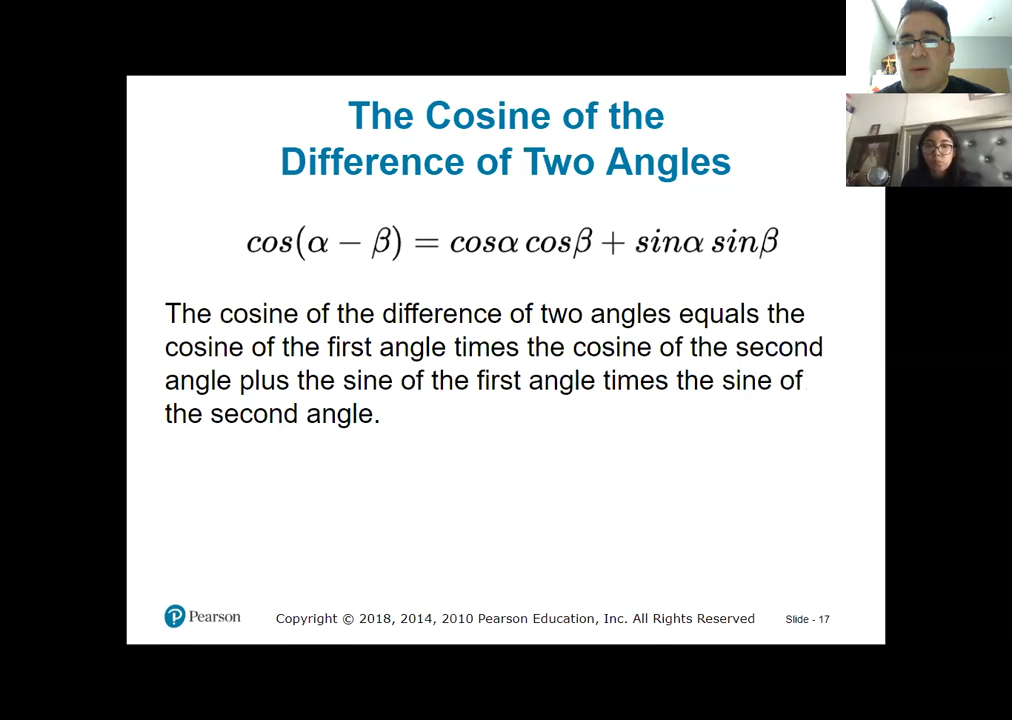 The Cosine of the
Difference of Two Angles
cos(α − β) = cosα cosβ + sinα sinβ
The cosine of the difference of two angles equals the
cosine of the first angle times the cosine of the second
angle plus the sine of the first angle times the sine of
the second angle.
Pearson
Copyright © 2018, 2014, 2010 Pearson Education, Inc. All Rights Reserved
Slide - 17